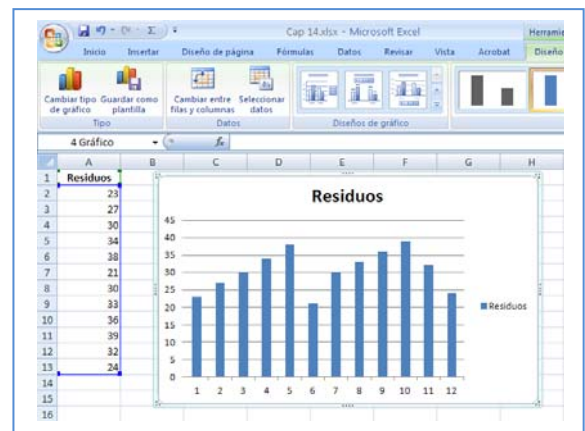 Cap 14.xlsx - Microsoft Excel
Herramie
Inicio Insertar Diseño de página Fórmulas Datos Revisar Vista Acrobat Diseño
Cambiar tipo de gráfico
Guardar como plantilla
Cambiar entre filas y columnas
Seleccionar datos
Tipo Datos Diseños de gráfico
4 Gráfico fx
A B C D E F G H
1 Residuos
2 23
3 27
4 30
5 34
6 38
7 21
8 30
9 33
10 36
11 39
12 32
13 24
14
15
16
Residuos
45
40
35
30
25
20
15
10
5
0
1 2 3 4 5 6 7 8 9 10 11 12
Residuos